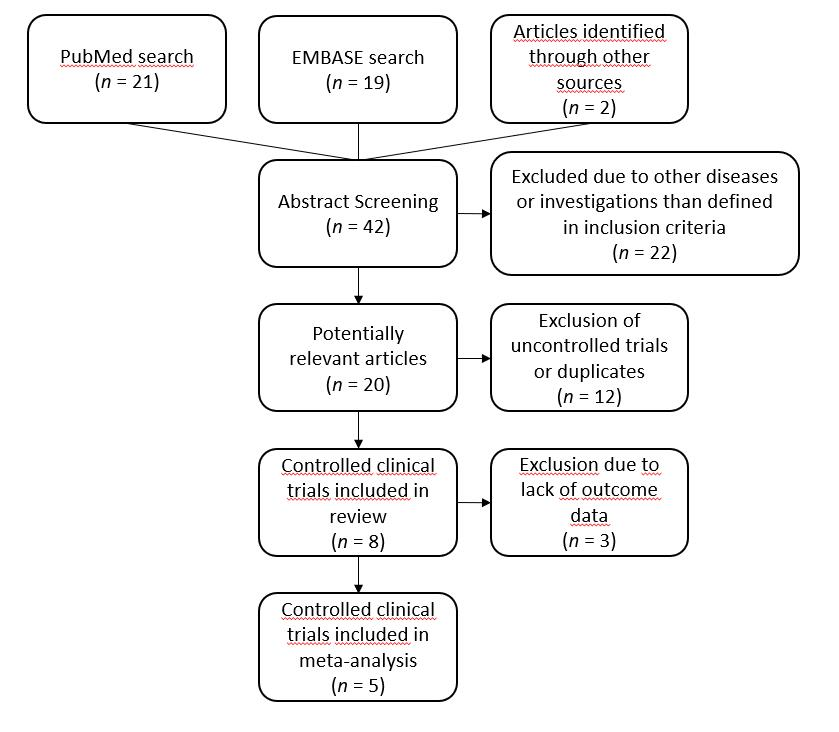 PubMed search
(n = 21)
EMBASE search
(n = 19)
Articles identified
through other
sources
(n = 2)
Abstract Screening
(n = 42)
Excluded due to other diseases
or investigations than defined
in inclusion criteria
(n = 22)
Potentially
relevant articles
(n = 20)
Exclusion of
uncontrolled trials
or duplicates
(n = 12)
Controlled clinical
trials included in
review
(n = 8)
Exclusion due to
lack of outcome
data
(n = 3)
Controlled clinical
trials included in
meta-analysis
(n = 5)